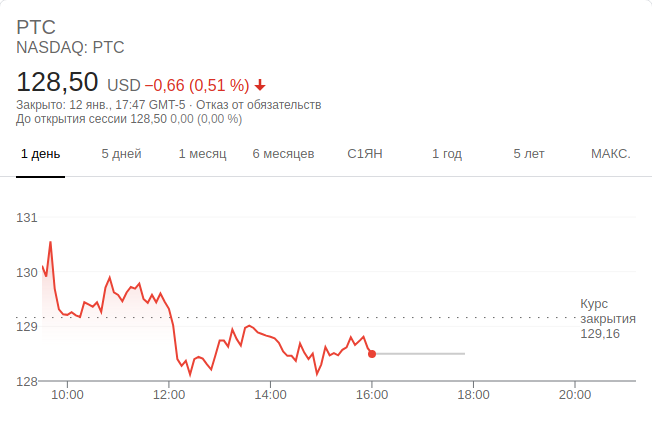 PTC
NASDAQ: PTC
128,50 USD −0,66 (0,51 %)
Закрыто: 12 янв., 17:47 GMT-5 · Отказ от обязательств
До открытия сессии 128,50 0,00 (0,00 %)
1 день 5 дней 1 месяц 6 месяцев С1ЯН 1 год 5 лет МАКС.
131
130
129
128
Курс
закрытия
129,16
10:00 12:00 14:00 16:00 18:00 20:00